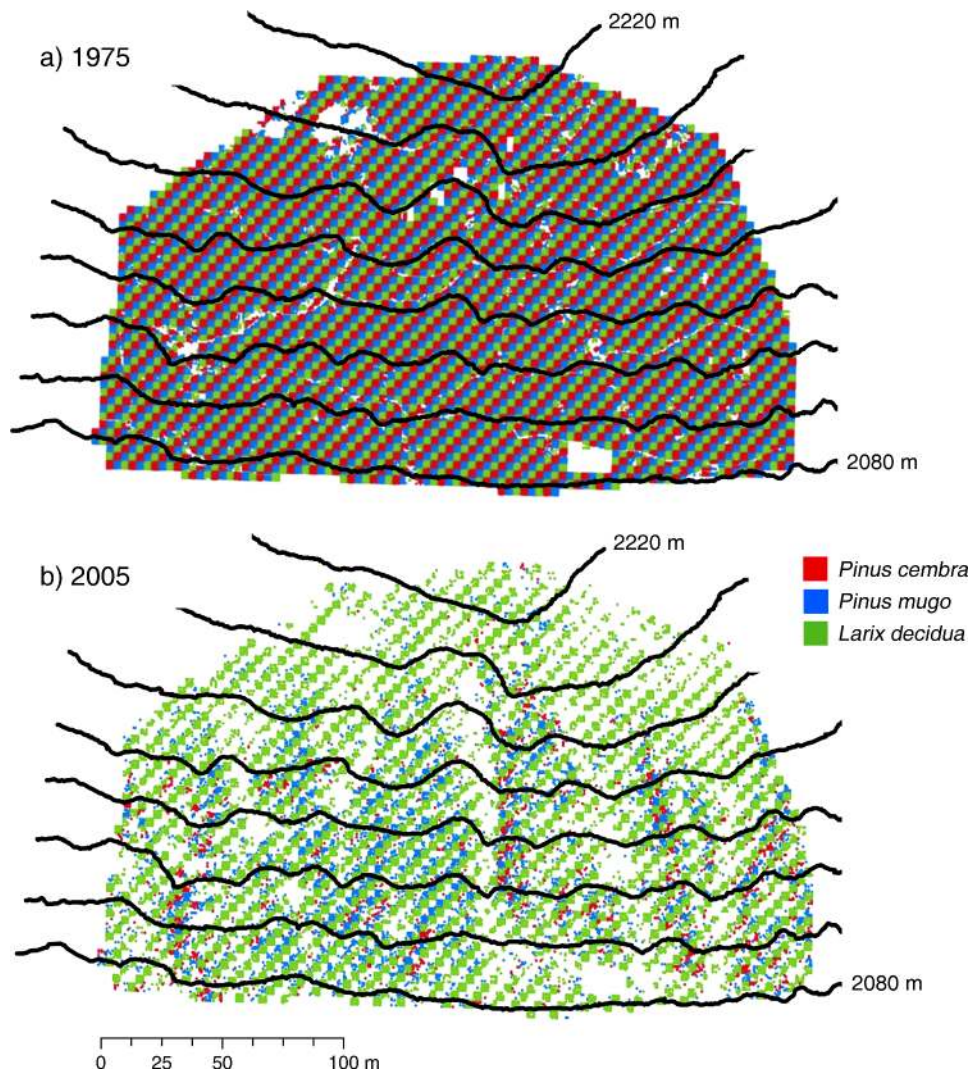 2220 m
a) 1975
2080 m
2220 m
b) 2005
Pinus cembra
Pinus mugo
Larix decidua
2080 m
0 25 50 100 m